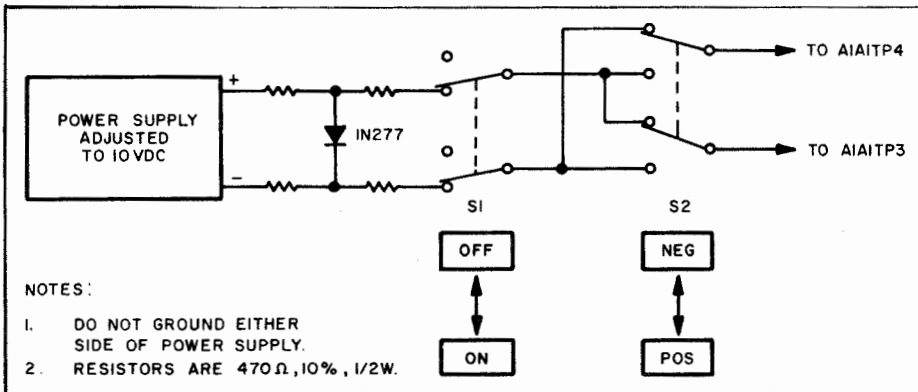 POWER SUPPLY
ADJUSTED
TO 10VDC
+
−
IN277
TO A1A1TP4
TO A1A1TP3
S1
S2
OFF
NEG
ON
POS
NOTES:
1. DO NOT GROUND EITHER
SIDE OF POWER SUPPLY.
2. RESISTORS ARE 470Ω, 10%, 1/2W.